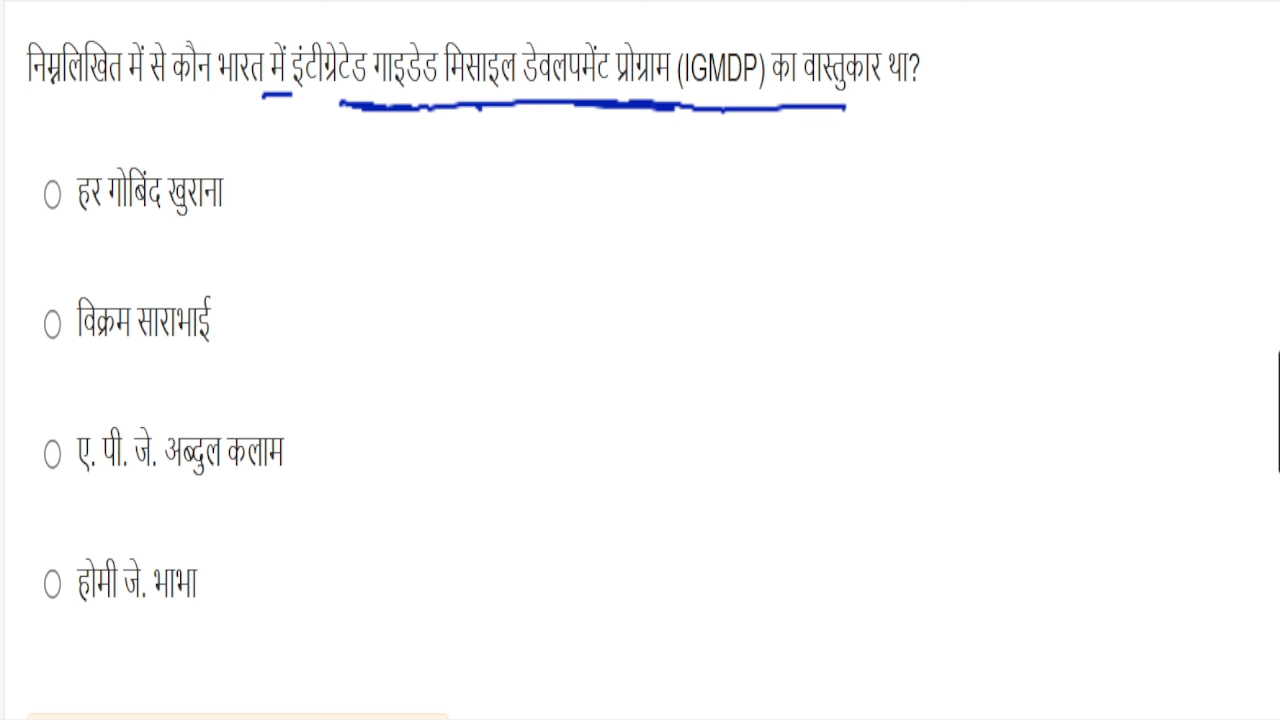 निम्नलिखित में से कौन भारत में इंटीग्रेटेड गाइडेड मिसाइल डेवलपमेंट प्रोग्राम (IGMDP) का वास्तुकार था?
हर गोबिंद खुराना
विक्रम साराभाई
ए. पी. जे. अब्दुल कलाम
होमी जे. भाभा